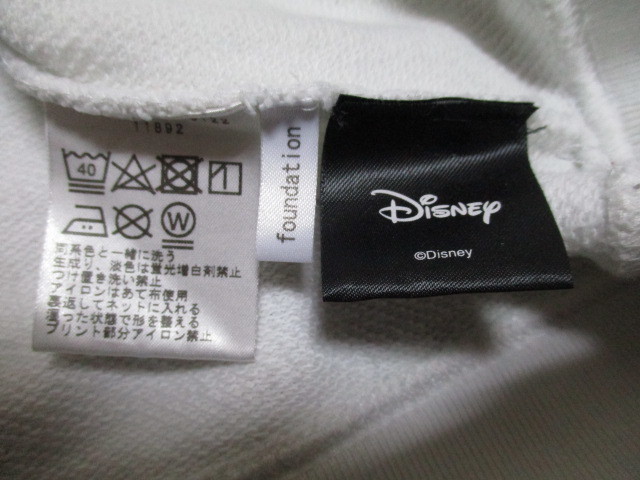 11892
40
W
同系色と一緒に洗う
生成り、淡色は蛍光増白剤禁止
つけ置き洗い禁止
アイロンはあて布使用
裏返してネットに入れる
湿った状態で形を整える
プリント部分アイロン禁止
foundation
Disney
©Disney